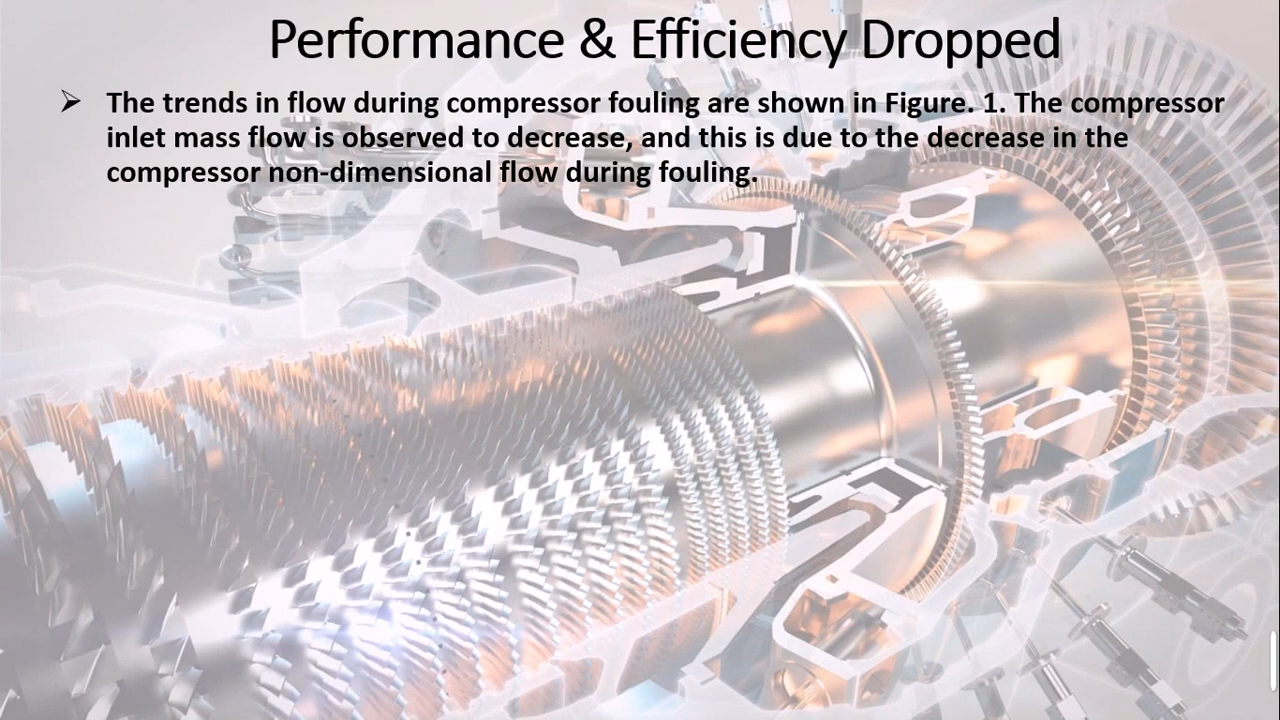 Performance & Efficiency Dropped
➢ The trends in flow during compressor fouling are shown in Figure. 1. The compressor
inlet mass flow is observed to decrease, and this is due to the decrease in the
compressor non-dimensional flow during fouling.